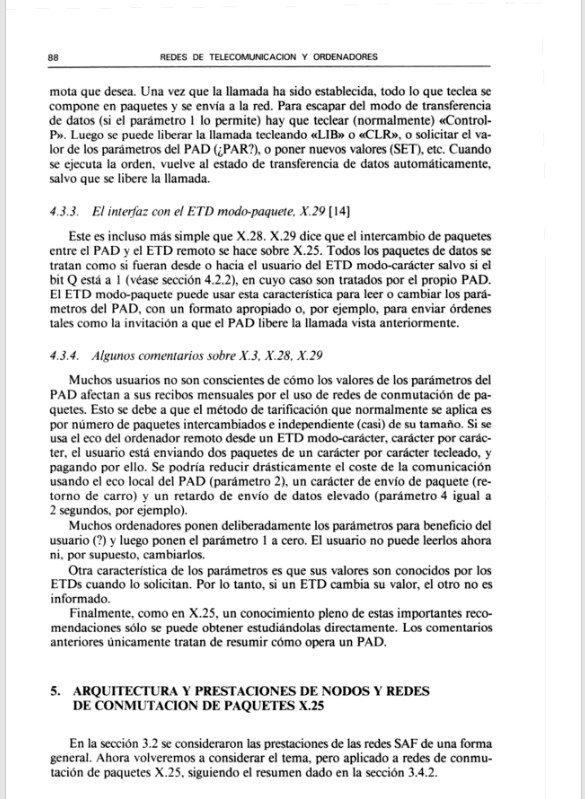 88
REDES DE TELECOMUNICACION Y ORDENADORES
mota que desea. Una vez que la llamada ha sido establecida, todo lo que teclea se
compone en paquetes y se envía a la red. Para escapar del modo de transferencia
de datos (si el parámetro 1 lo permite) hay que teclear (normalmente) «Control-
P». Luego se puede liberar la llamada tecleando «LIB» o «CLR», o solicitar el va-
lor de los parámetros del PAD (¿PAR?), o poner nuevos valores (SET), etc. Cuando
se ejecuta la orden, vuelve al estado de transferencia de datos automáticamente,
salvo que se libere la llamada.
4.3.3. El interfaz con el ETD modo-paquete, X.29 [14]
Este es incluso más simple que X.28. X.29 dice que el intercambio de paquetes
entre el PAD y el ETD remoto se hace sobre X.25. Todos los paquetes de datos se
tratan como si fueran desde o hacia el usuario del ETD modo-carácter salvo si el
bit Q está a 1 (véase sección 4.2.2), en cuyo caso son tratados por el propio PAD.
El ETD modo-paquete puede usar esta característica para leer o cambiar los pará-
metros del PAD, con un formato apropiado o, por ejemplo, para enviar órdenes
tales como la invitación a que el PAD libere la llamada vista anteriormente.
4.3.4. Algunos comentarios sobre X.3, X.28, X.29
Muchos usuarios no son conscientes de cómo los valores de los parámetros del
PAD afectan a sus recibos mensuales por el uso de redes de conmutación de pa-
quetes. Esto se debe a que el método de tarificación que normalmente se aplica es
por número de paquetes intercambiados e independiente (casi) de su tamaño. Si se
usa el eco del ordenador remoto desde un ETD modo-carácter, carácter por carác-
ter, el usuario está enviando dos paquetes de un carácter por carácter tecleado, y
pagando por ello. Se podría reducir drásticamente el coste de la comunicación
usando el eco local del PAD (parámetro 2), un carácter de envío de paquete (re-
torno de carro) y un retardo de envío de datos elevado (parámetro 4 igual a
2 segundos, por ejemplo).
Muchos ordenadores ponen deliberadamente los parámetros para beneficio del
usuario (?) y luego ponen el parámetro 1 a cero. El usuario no puede leerlos ahora
ni, por supuesto, cambiarlos.
Otra característica de los parámetros es que sus valores son conocidos por los
ETDs cuando lo solicitan. Por lo tanto, si un ETD cambia su valor, el otro no es
informado.
Finalmente, como en X.25, un conocimiento pleno de estas importantes reco-
mendaciones sólo se puede obtener estudiándolas directamente. Los comentarios
anteriores únicamente tratan de resumir cómo opera un PAD.
5. ARQUITECTURA Y PRESTACIONES DE NODOS Y REDES
DE CONMUTACION DE PAQUETES X.25
En la sección 3.2 se consideraron las prestaciones de las redes SAF de una forma
general. Ahora volveremos a considerar el tema, pero aplicado a redes de conmu-
tación de paquetes X.25, siguiendo el resumen dado en la sección 3.4.2.